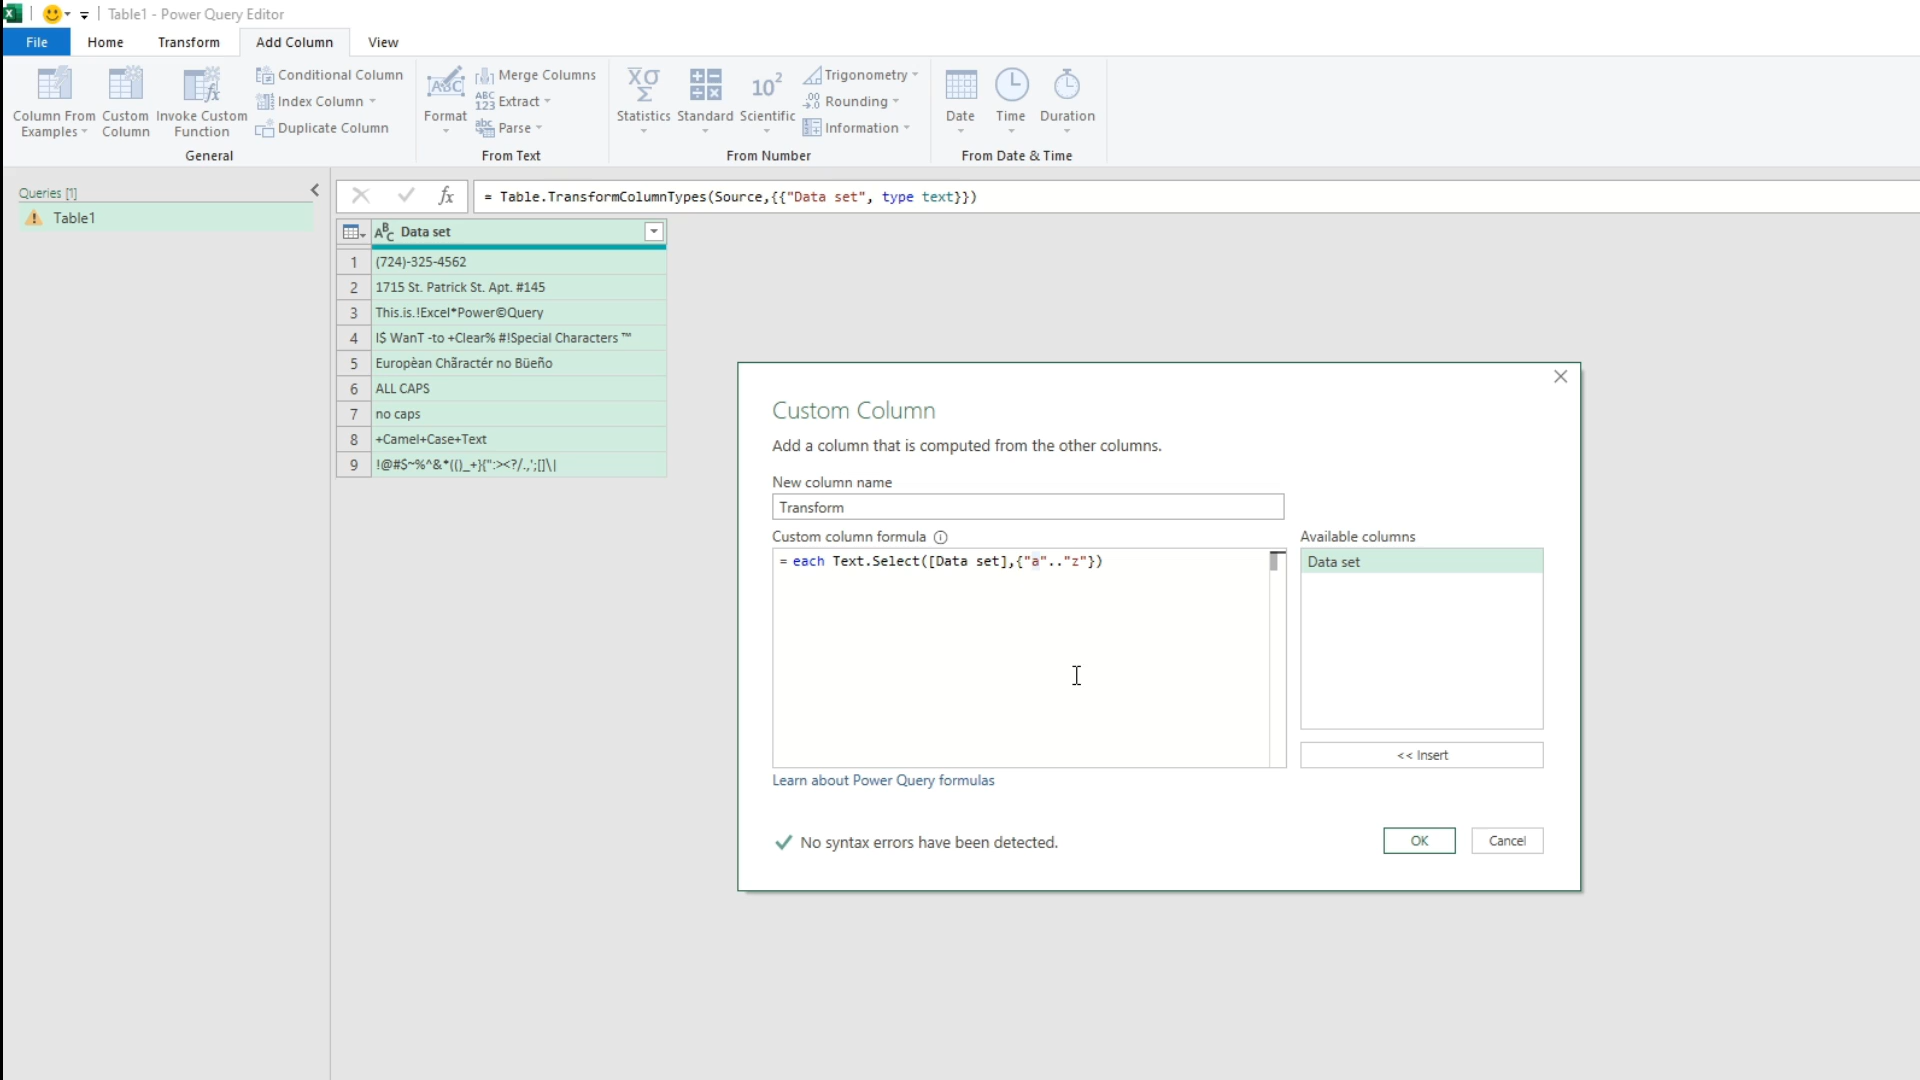 Table1 - Power Query Editor
File Home Transform Add Column View
Column From Examples
Custom Column
Invoke Custom Function
Conditional Column
Index Column
Duplicate Column
General
Format
Merge Columns
Extract
Parse
From Text
Statistics
Standard
Scientific
Trigonometry
Rounding
Information
From Number
Date
Time
Duration
From Date & Time
Queries [1]
Table1
fx = Table.TransformColumnTypes(Source,{{"Data set", type text}})
Data set
1 (724)-325-4562
2 1715 St. Patrick St. Apt. #145
3 This.is.!Excel*Power©Query
4 I$ WanT -to +Clear% #!Special Characters ™
5 Europèan Chãractér no Büeño
6 ALL CAPS
7 no caps
8 +Camel+Case+Text
9 !@#$~%^&*(()_+}{":><?/.,';[]\|
Custom Column
Add a column that is computed from the other columns.
New column name
Transform
Custom column formula
= each Text.Select([Data set],{"a".."z"})
Available columns
Data set
<< Insert
Learn about Power Query formulas
No syntax errors have been detected.
OK
Cancel